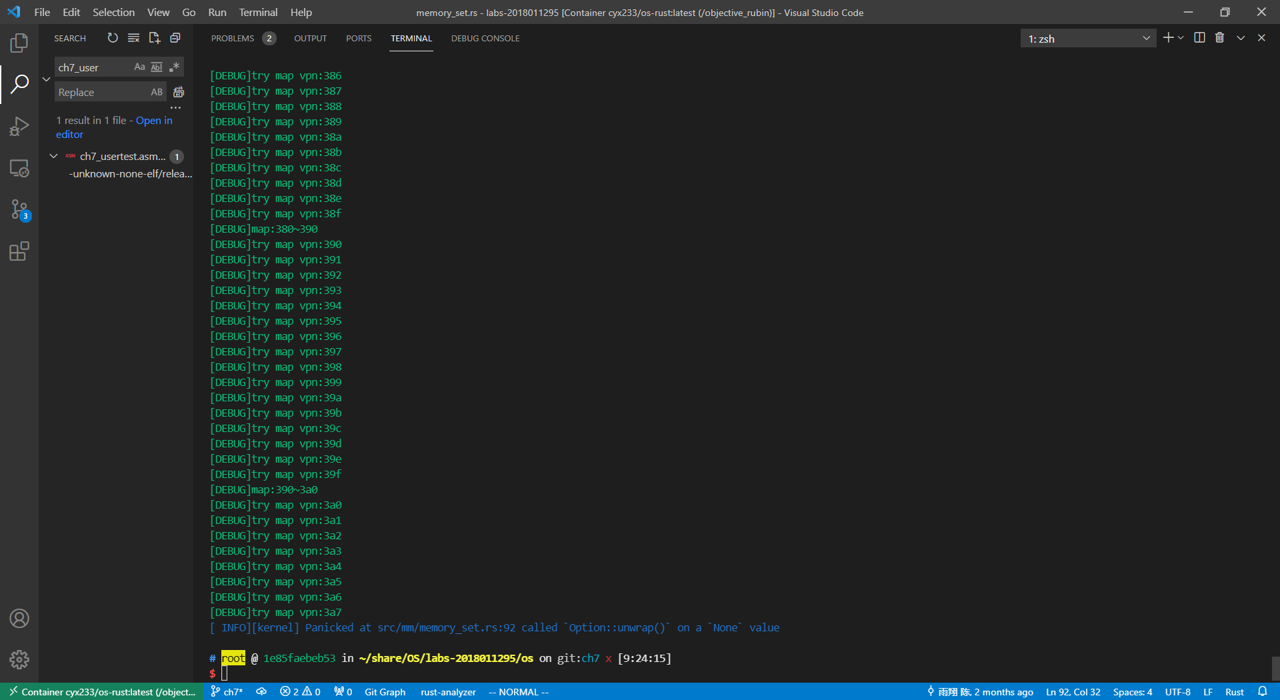 File Edit Selection View Go Run Terminal Help
memory_set.rs - labs-2018011295 [Container cyx233/os-rust:latest (/objective_rubin)] - Visual Studio Code
SEARCH
ch7_user Aa Ab .*
Replace AB
...
1 result in 1 file - Open in
editor
ASM ch7_usertest.asm... 1
-unknown-none-elf/relea...
3
PROBLEMS 2 OUTPUT PORTS TERMINAL DEBUG CONSOLE
1: zsh
[DEBUG]try map vpn:386
[DEBUG]try map vpn:387
[DEBUG]try map vpn:388
[DEBUG]try map vpn:389
[DEBUG]try map vpn:38a
[DEBUG]try map vpn:38b
[DEBUG]try map vpn:38c
[DEBUG]try map vpn:38d
[DEBUG]try map vpn:38e
[DEBUG]try map vpn:38f
[DEBUG]map:380~390
[DEBUG]try map vpn:390
[DEBUG]try map vpn:391
[DEBUG]try map vpn:392
[DEBUG]try map vpn:393
[DEBUG]try map vpn:394
[DEBUG]try map vpn:395
[DEBUG]try map vpn:396
[DEBUG]try map vpn:397
[DEBUG]try map vpn:398
[DEBUG]try map vpn:399
[DEBUG]try map vpn:39a
[DEBUG]try map vpn:39b
[DEBUG]try map vpn:39c
[DEBUG]try map vpn:39d
[DEBUG]try map vpn:39e
[DEBUG]try map vpn:39f
[DEBUG]map:390~3a0
[DEBUG]try map vpn:3a0
[DEBUG]try map vpn:3a1
[DEBUG]try map vpn:3a2
[DEBUG]try map vpn:3a3
[DEBUG]try map vpn:3a4
[DEBUG]try map vpn:3a5
[DEBUG]try map vpn:3a6
[DEBUG]try map vpn:3a7
[ INFO][kernel] Panicked at src/mm/memory_set.rs:92 called `Option::unwrap()` on a `None` value
# root @ 1e85faebeb53 in ~/share/OS/labs-2018011295/os on git:ch7 x [9:24:15]
$
Container cyx233/os-rust:latest (/object... ch7* 2 0 0 Git Graph rust-analyzer -- NORMAL -- 雨翔 陈, 2 months ago Ln 92, Col 32 Spaces: 4 UTF-8 LF Rust